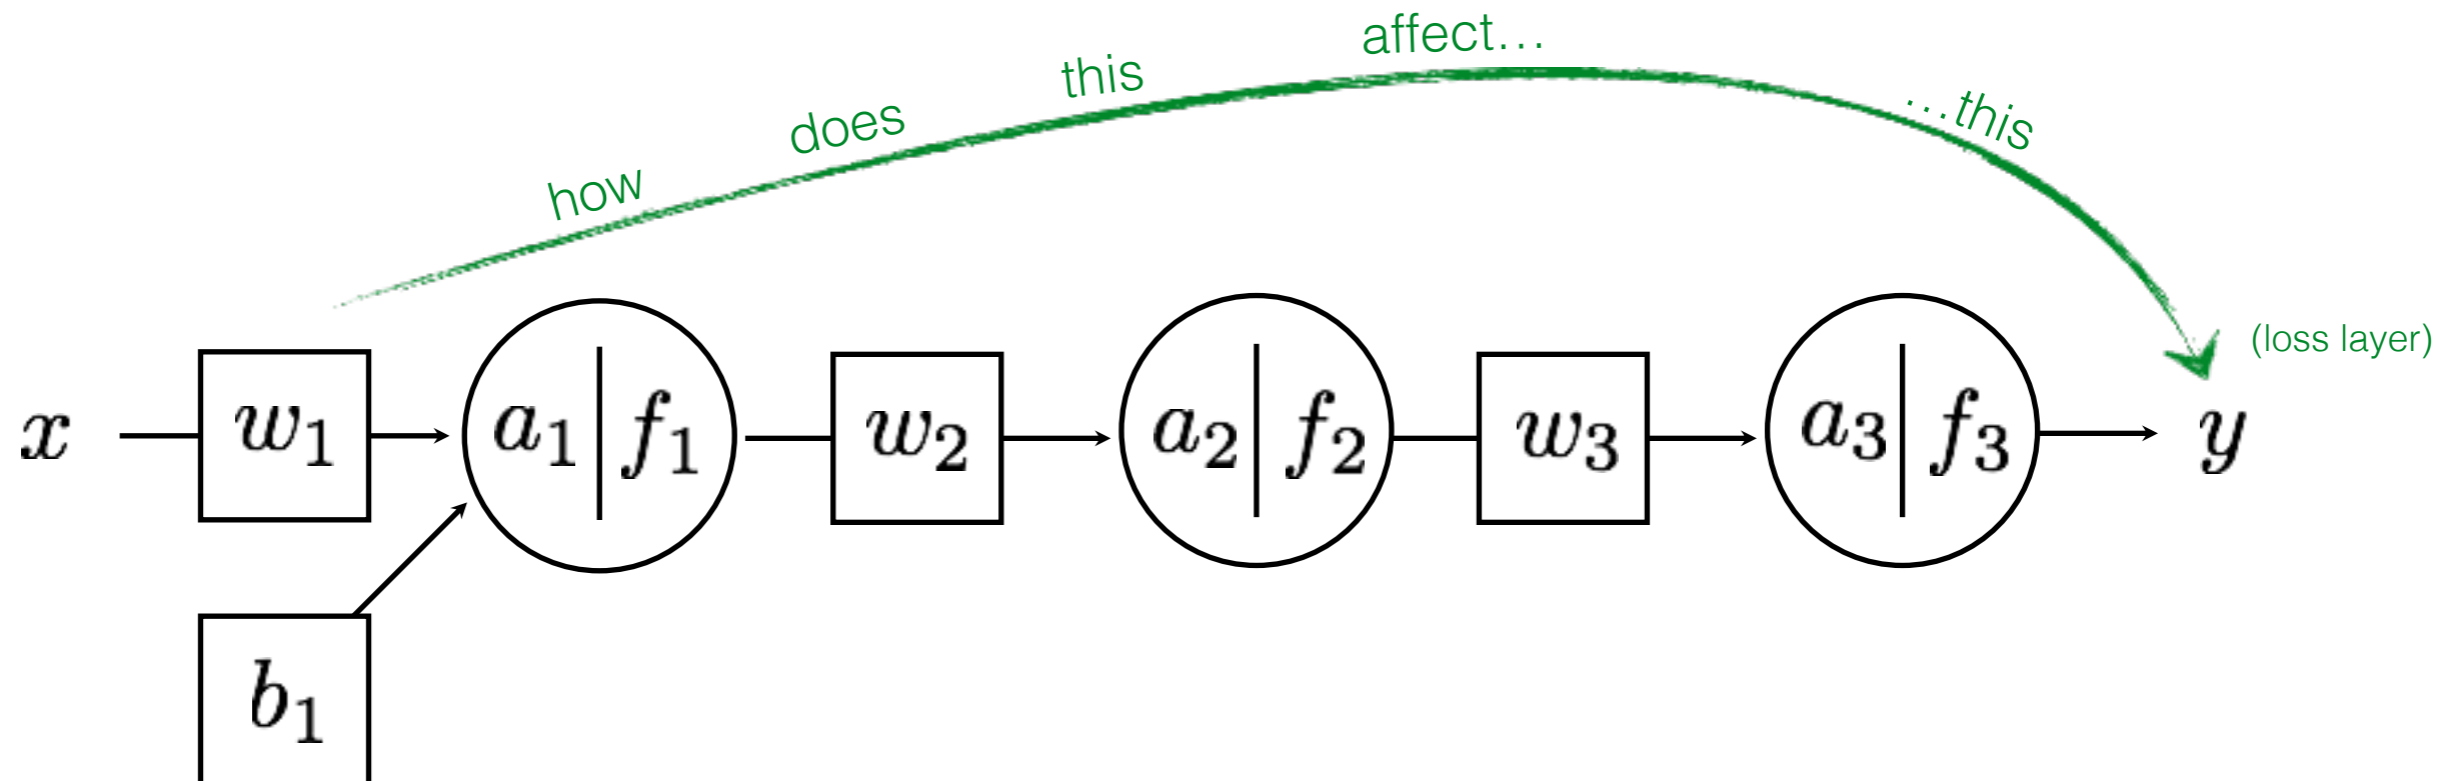 how does this affect... ...this
(loss layer)
x w₁ a₁ f₁ w₂ a₂ f₂ w₃ a₃ f₃ y
b₁